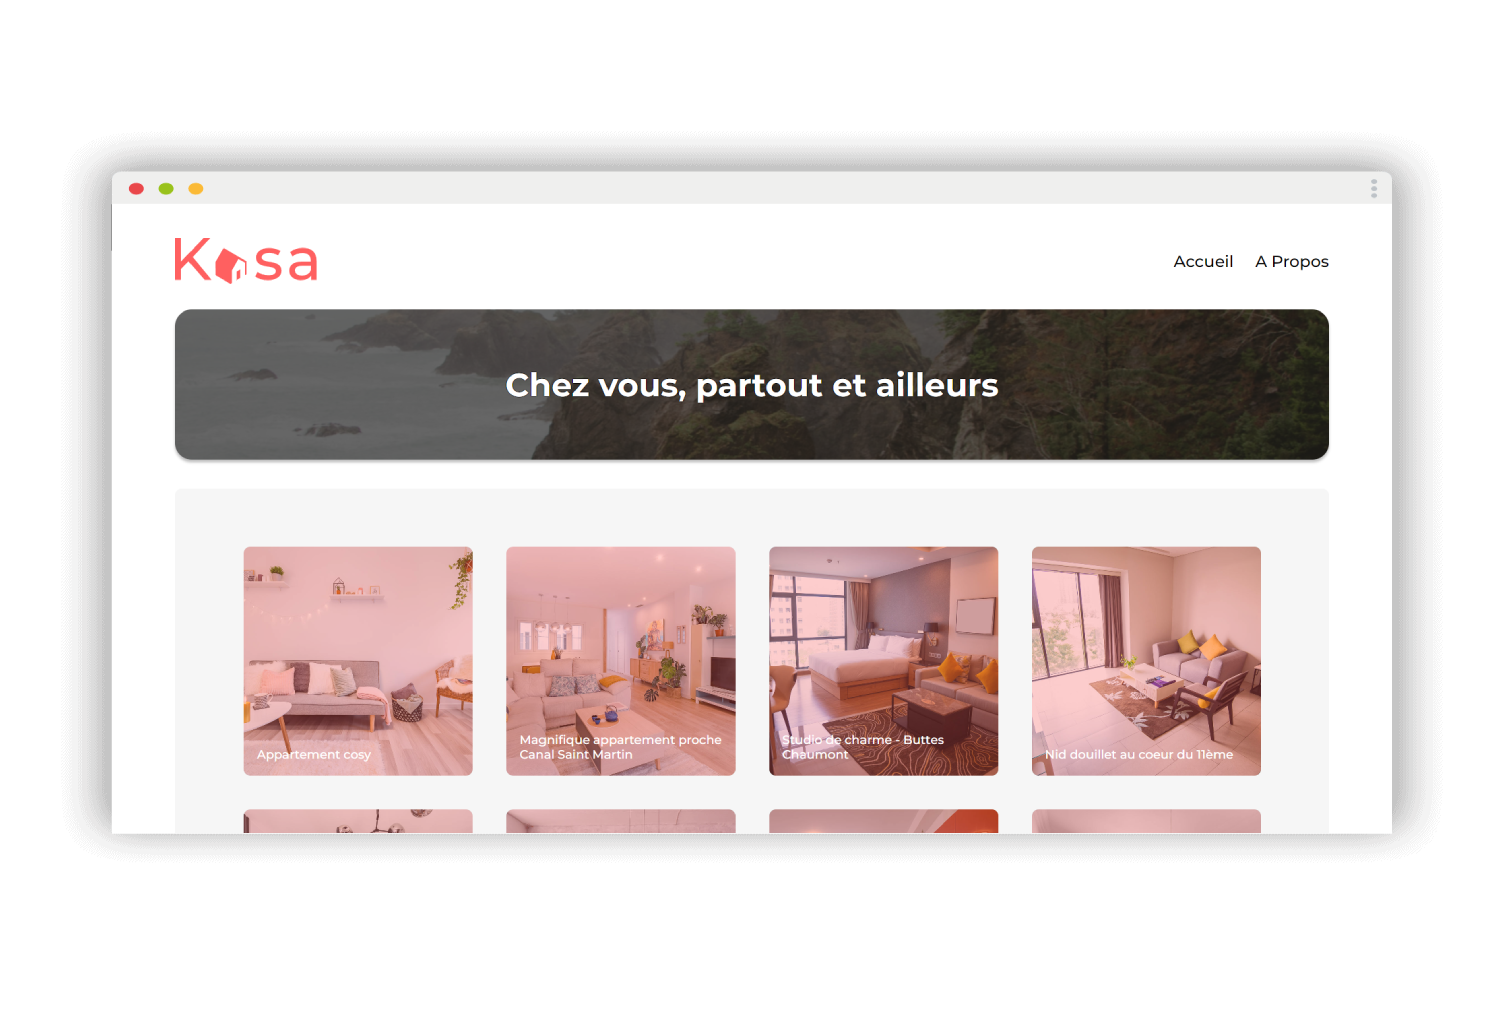 Kasa
Accueil
A Propos
Chez vous, partout et ailleurs
Appartement cosy
Magnifique appartement proche
Canal Saint Martin
Studio de charme - Buttes
Chaumont
Nid douillet au coeur du 11ème